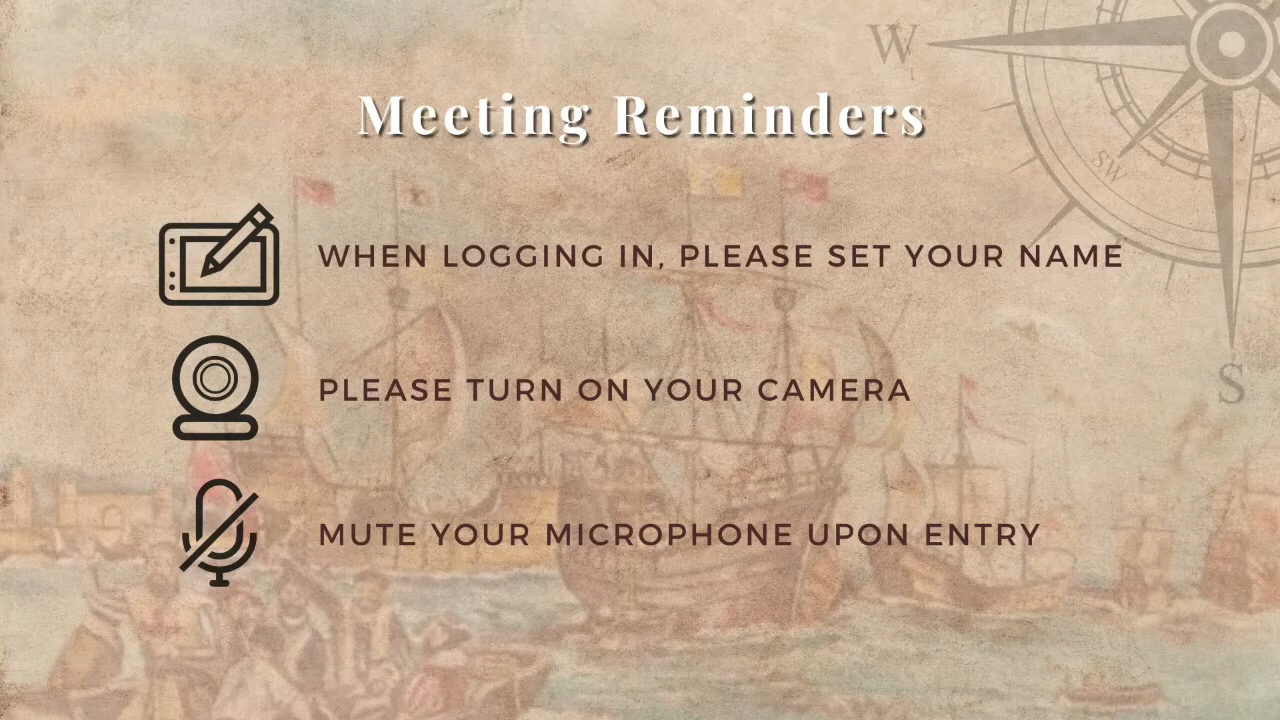 W
Meeting Reminders
SW
WHEN LOGGING IN, PLEASE SET YOUR NAME
S
PLEASE TURN ON YOUR CAMERA
MUTE YOUR MICROPHONE UPON ENTRY